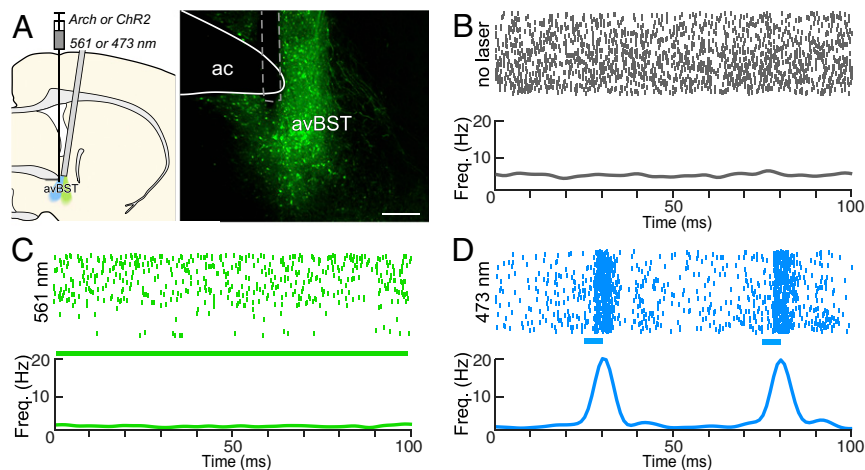 A
Arch or ChR2
561 or 473 nm
avBST
ac
avBST
B
no laser
Freq. (Hz)
20
10
0
50
100
Time (ms)
C
561 nm
Freq. (Hz)
20
10
0
50
100
Time (ms)
D
473 nm
Freq. (Hz)
20
10
0
50
100
Time (ms)